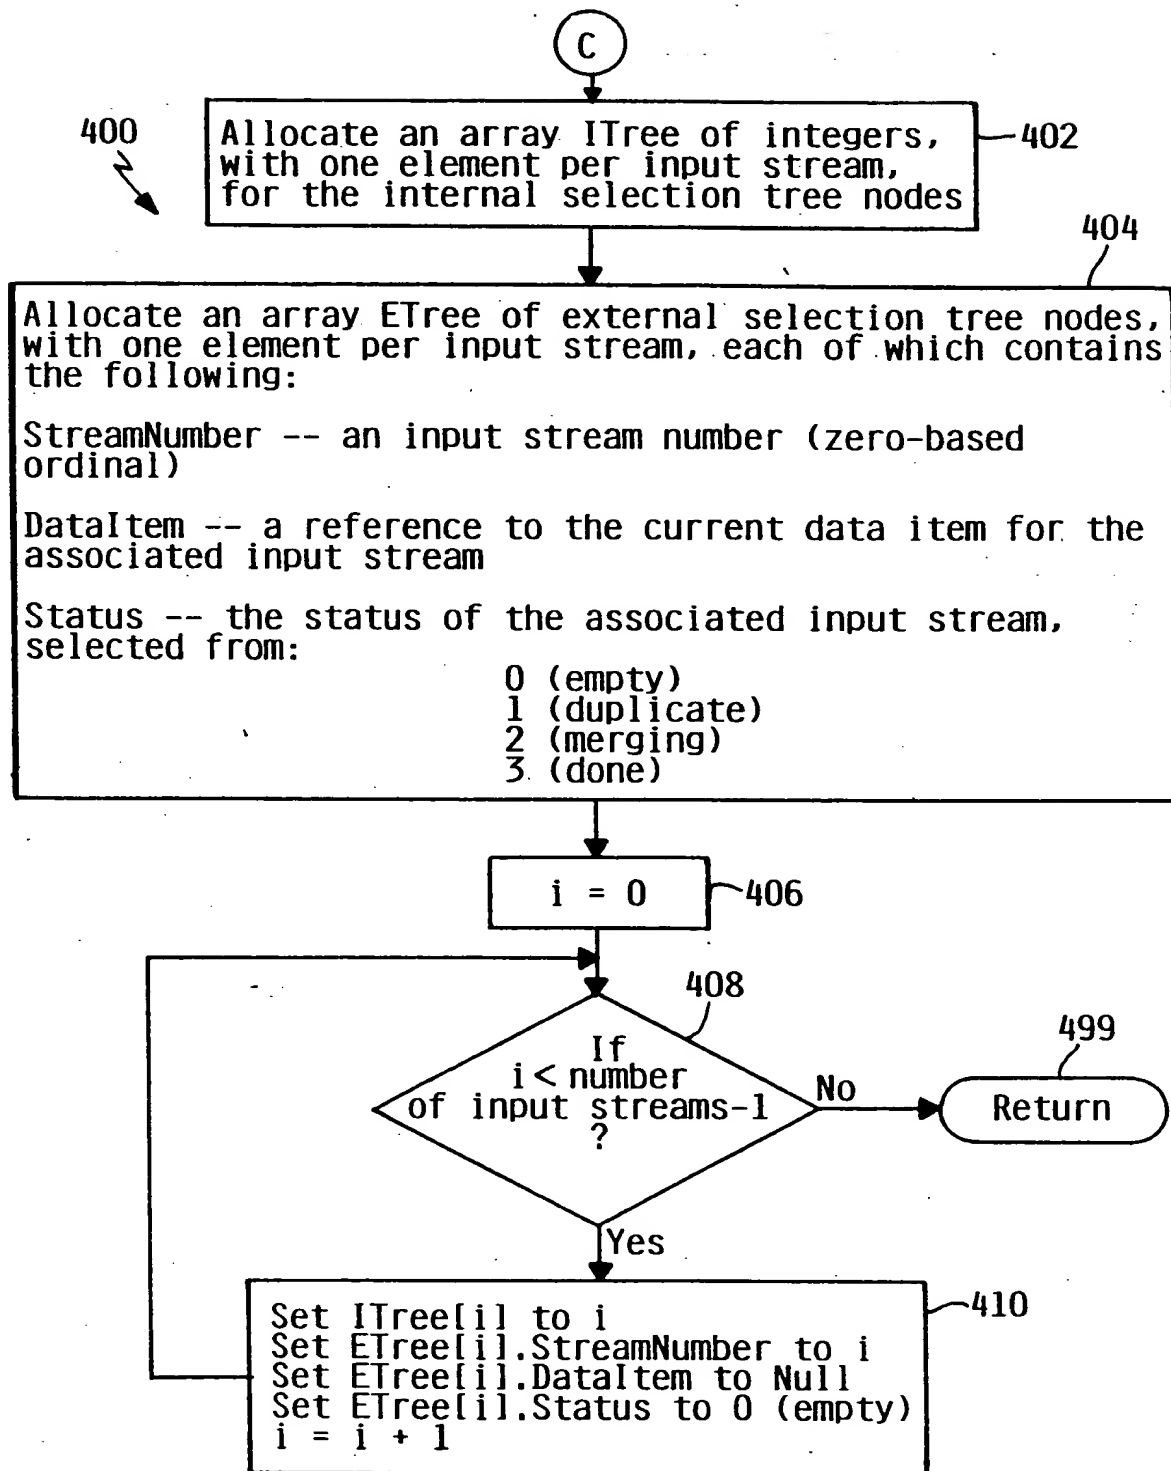 C
400
Allocate an array ITree of integers,
with one element per input stream,
for the internal selection tree nodes
402
404
Allocate an array ETree of external selection tree nodes,
with one element per input stream, each of which contains
the following:
StreamNumber -- an input stream number (zero-based
ordinal)
DataItem -- a reference to the current data item for the
associated input stream
Status -- the status of the associated input stream,
selected from:
0 (empty)
1 (duplicate)
2 (merging)
3 (done)
i = 0
406
408
If
i < number
of input streams-1
?
No
499
Return
Yes
Set ITree[i] to i
Set ETree[i].StreamNumber to i
Set ETree[i].DataItem to Null
Set ETree[i].Status to 0 (empty)
i = i + 1
410